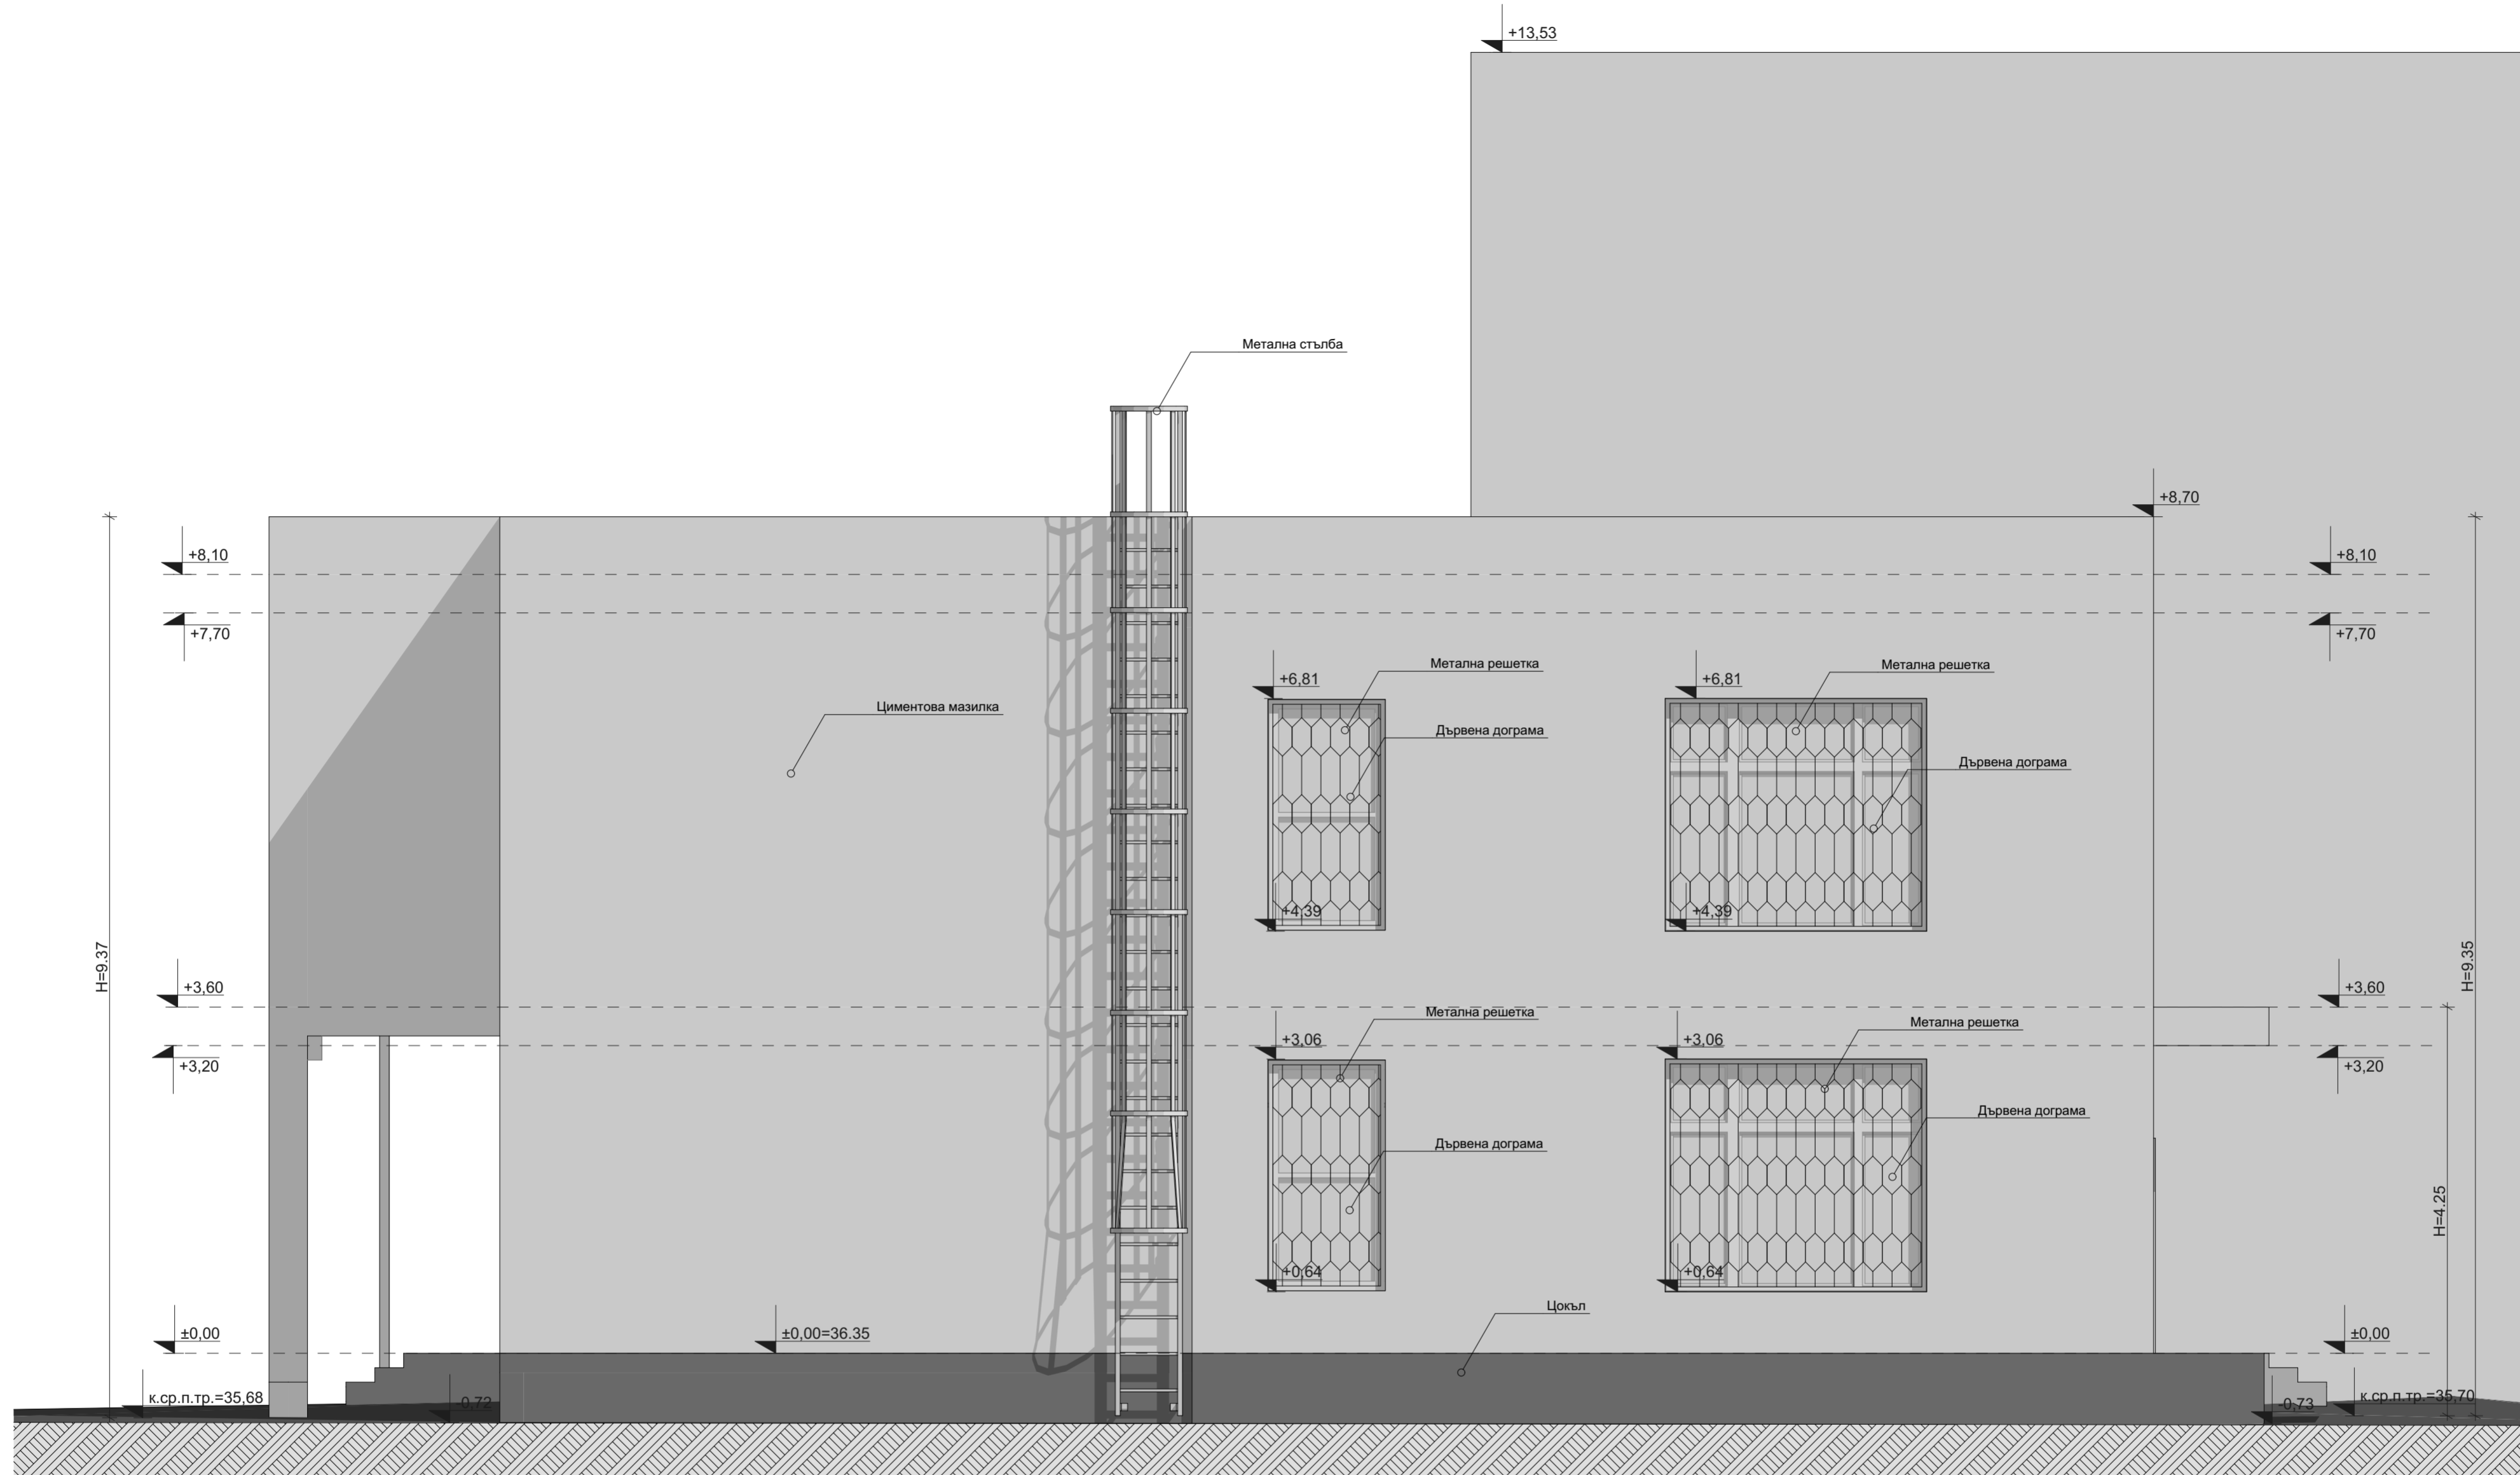 +13,53
Метална стълба
+8,70
+8,10
+8,10
+7,70
+7,70
Метална решетка
Метална решетка
+6,81
+6,81
Циментова мазилка
Дървена дограма
Дървена дограма
+4,39
+4,39
H=9.37
H=9.35
+3,60
+3,60
Метална решетка
Метална решетка
+3,06
+3,06
+3,20
+3,20
Дървена дограма
Дървена дограма
H=4.25
+0,64
+0,64
Цокъл
±0,00
±0,00=36.35
±0,00
к.ср.п.тр.=35,68
-0,72
-0,73
к.ср.п.тр.=35,70